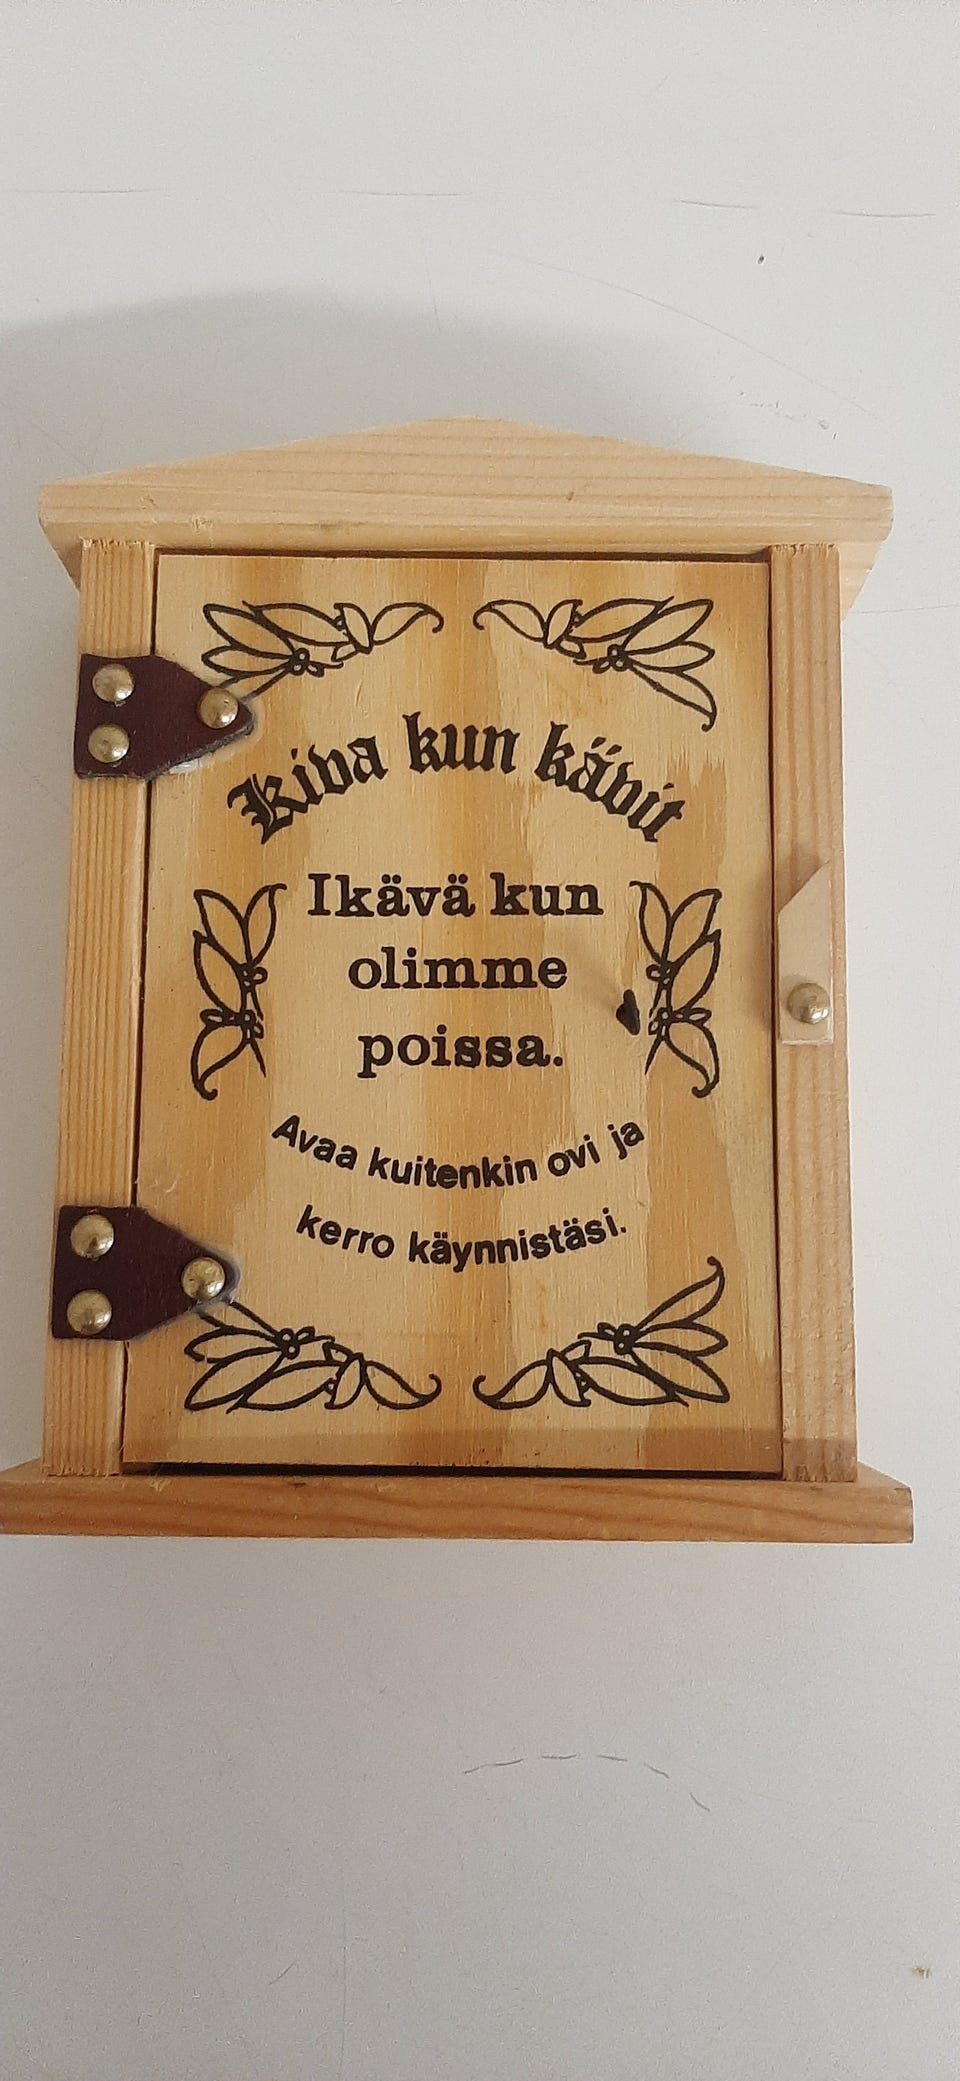 Kiva kun kävit
Ikävä kun
olimme
poissa.
Avaa kuitenkin ovi ja
kerro käynnistäsi.